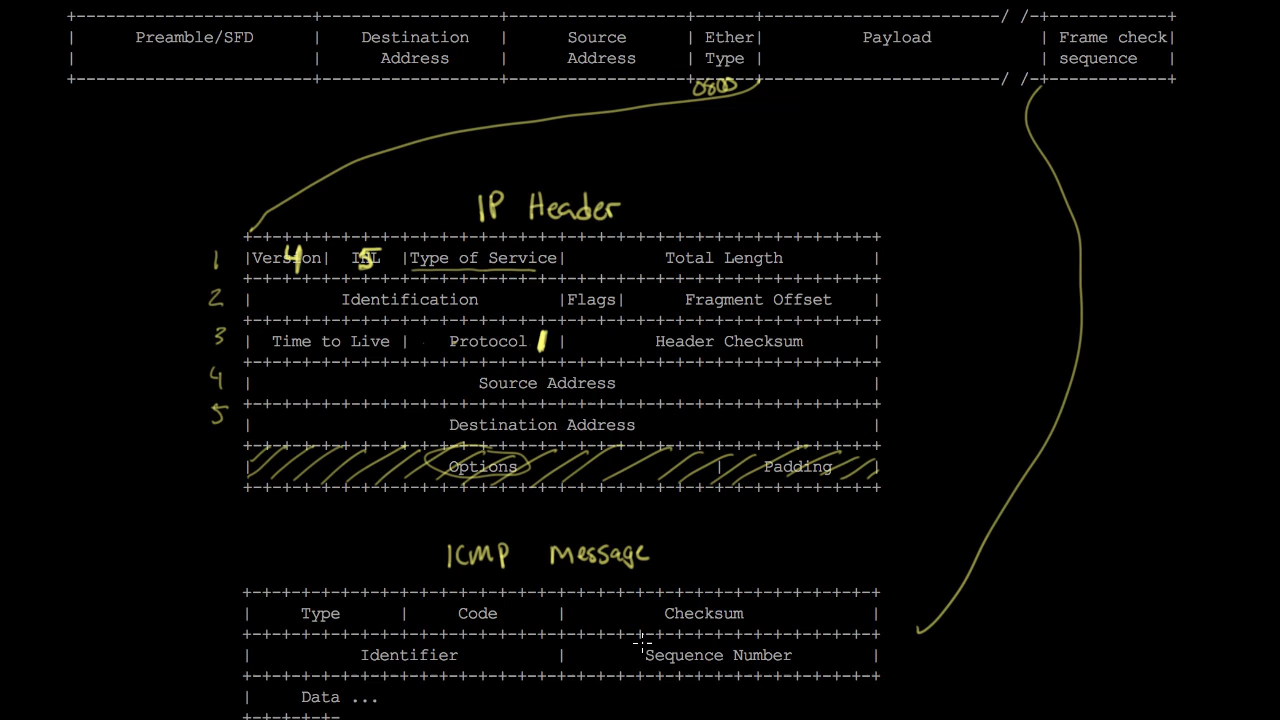 Preamble/SFD Destination Source Ether Payload Frame check
Address Address Type sequence
0800
IP Header
1 Version 4 IHL 5 Type of Service Total Length
2 Identification Flags Fragment Offset
3 Time to Live Protocol 1 Header Checksum
4 Source Address
5 Destination Address
Options Padding
ICMP Message
Type Code Checksum
Identifier Sequence Number
Data ...